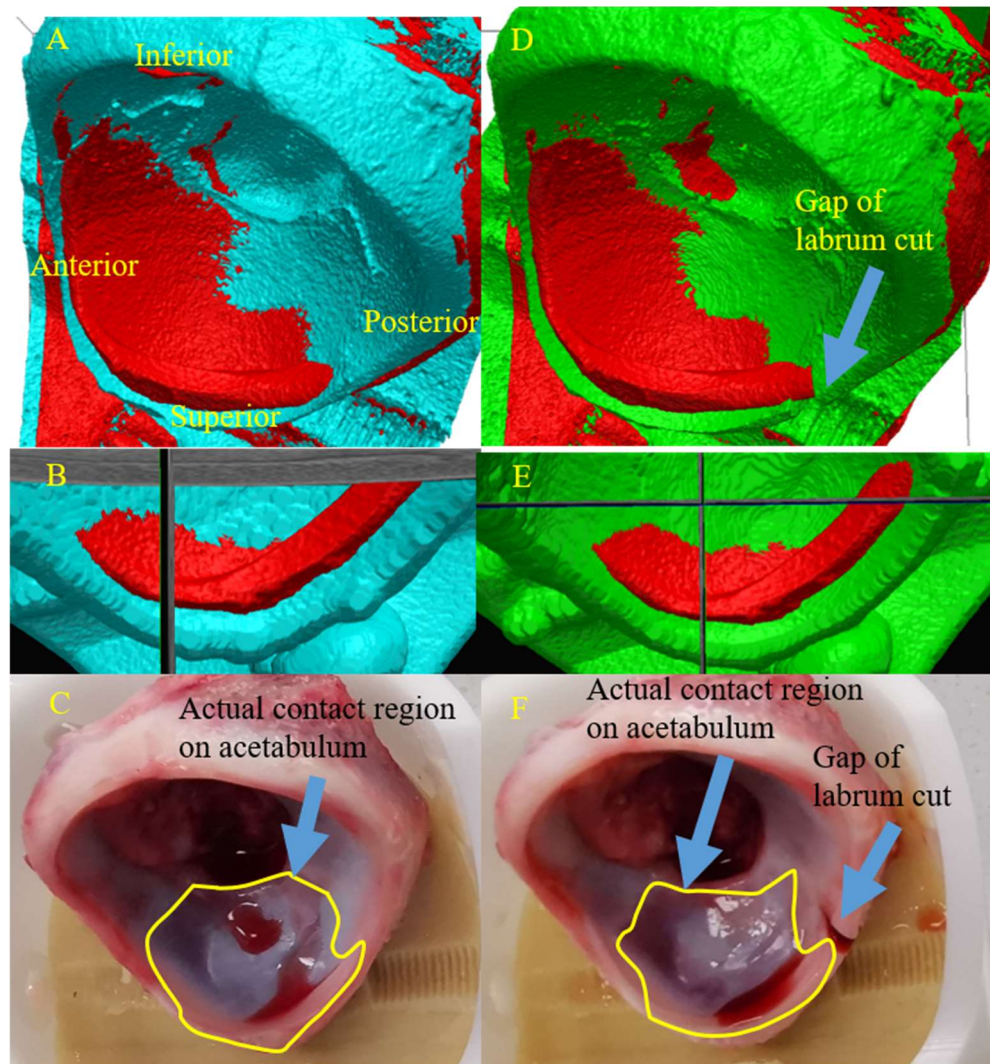 A
Inferior
Anterior
Posterior
Superior
D
Gap of
labrum cut
B
E
C
Actual contact region
on acetabulum
F
Actual contact region
on acetabulum
Gap of
labrum cut